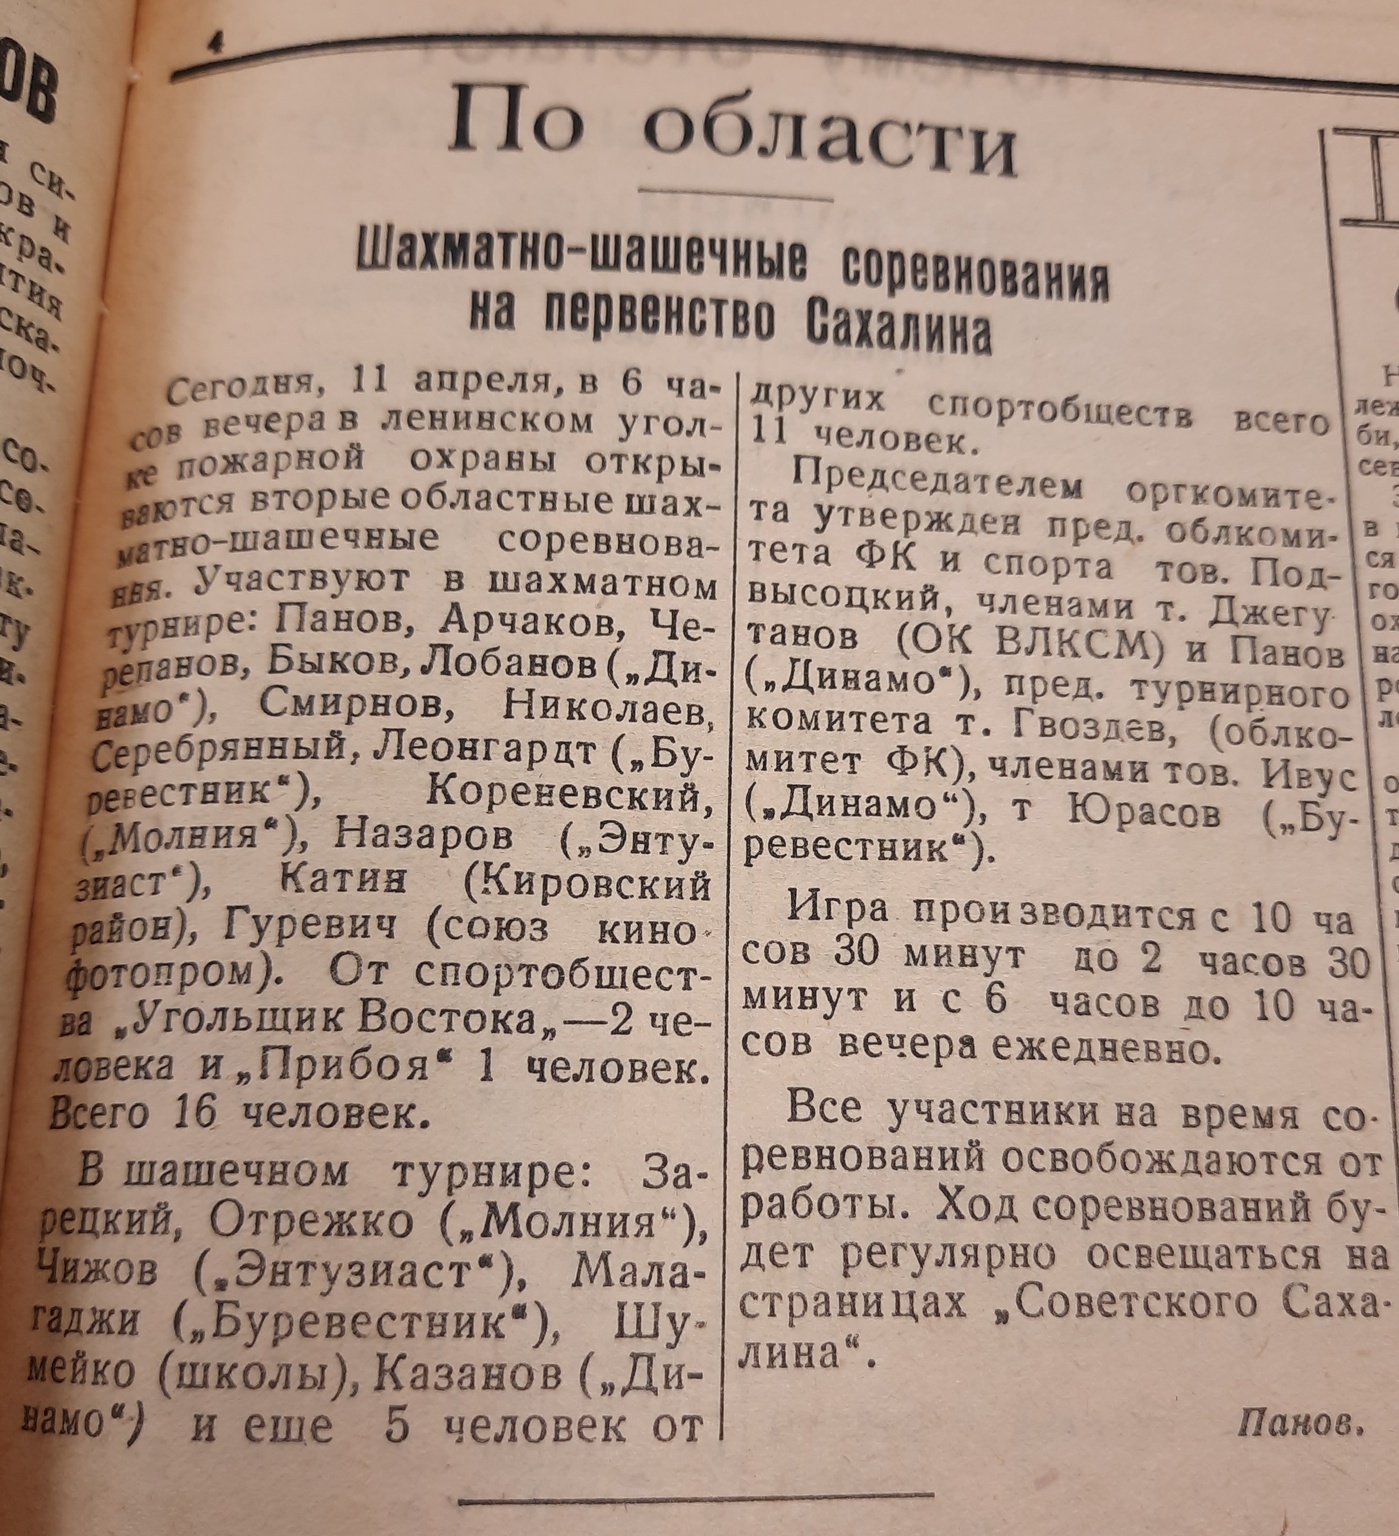 4
По области
Шахматно-шашечные соревнования
на первенство Сахалина
Сегодня, 11 апреля, в 6 ча-
сов вечера в ленинском угол-
ке пожарной охраны откры-
ваются вторые областные шах-
матно-шашечные соревнова-
ния. Участвуют в шахматном
турнире: Панов, Арчаков, Че-
репанов, Быков, Лобанов („Ди-
намо“), Смирнов, Николаев,
Серебрянный, Леонгардт („Бу-
ревестник“), Кореневский,
(„Молния“), Назаров („Энту-
зиаст“), Катин (Кировский
район), Гуревич (союз кино-
фотопром). От спортобщест-
ва „Угольщик Востока„—2 че-
ловека и „Прибоя“ 1 человек.
Всего 16 человек.
В шашечном турнире: За-
рецкий, Отрежко („Молния“),
Чижов („Энтузиаст“), Мала-
гаджи („Буревестник“), Шу-
мейко (школы), Казанов („Ди-
намо“) и еще 5 человек от
других спортобществ всего
11 человек.
Председателем оргкомите-
та утвержден пред. облкоми-
тета ФК и спорта тов. Под-
высоцкий, членами т. Джегу
танов (ОК ВЛКСМ) и Панов
(„Динамо“), пред. турнирного
комитета т. Гвоздев, (облко-
митет ФК), членами тов. Ивус
(„Динамо“), т Юрасов („Бу-
ревестник“).
Игра производится с 10 ча
сов 30 минут до 2 часов 30
минут и с 6 часов до 10 ча-
сов вечера ежедневно.
Все участники на время со-
ревнований освобождаются от
работы. Ход соревнований бу-
дет регулярно освещаться на
страницах „Советского Саха-
лина“.
Панов.